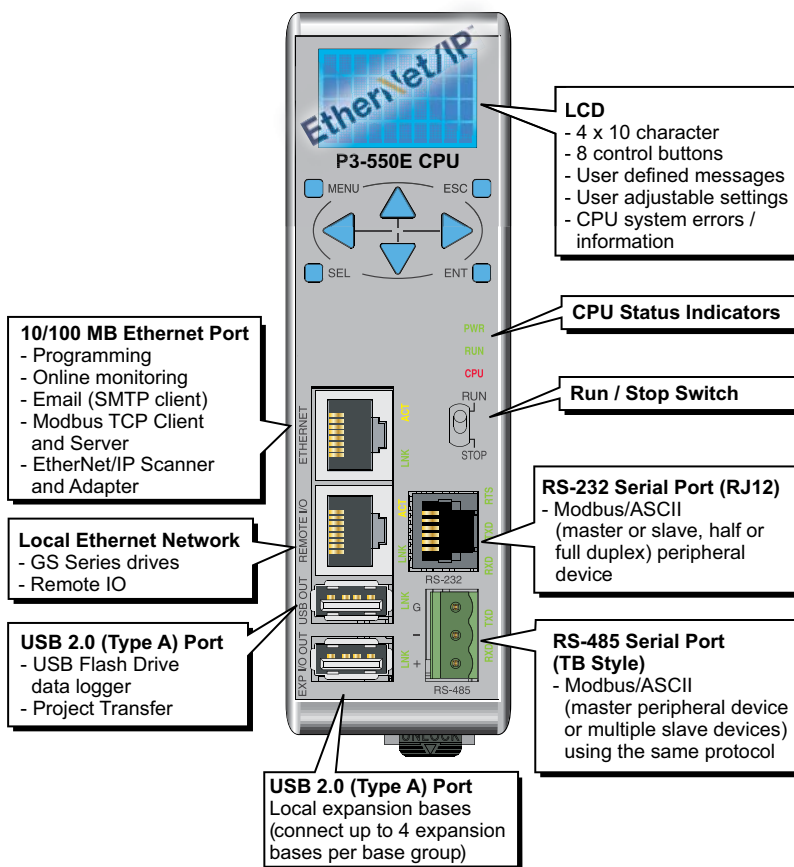 EtherNet/IP™
P3-550E CPU
MENU
ESC
SEL
ENT
PWR
RUN
CPU
RUN
STOP
ETHERNET
ACT
LNK
REMOTE I/O
ACT
LNK
RTS
TXD
RXD
RS-232
USB OUT
LNK
EXP I/O OUT
LNK
G
–
+
TXD
RXD
RS-485
UNLOCK
LCD
- 4 x 10 character
- 8 control buttons
- User defined messages
- User adjustable settings
- CPU system errors /
information
CPU Status Indicators
Run / Stop Switch
10/100 MB Ethernet Port
- Programming
- Online monitoring
- Email (SMTP client)
- Modbus TCP Client
and Server
- EtherNet/IP Scanner
and Adapter
Local Ethernet Network
- GS Series drives
- Remote IO
USB 2.0 (Type A) Port
- USB Flash Drive
data logger
- Project Transfer
RS-232 Serial Port (RJ12)
- Modbus/ASCII
(master or slave, half or
full duplex) peripheral
device
RS-485 Serial Port
(TB Style)
- Modbus/ASCII
(master peripheral device
or multiple slave devices)
using the same protocol
USB 2.0 (Type A) Port
Local expansion bases
(connect up to 4 expansion
bases per base group)